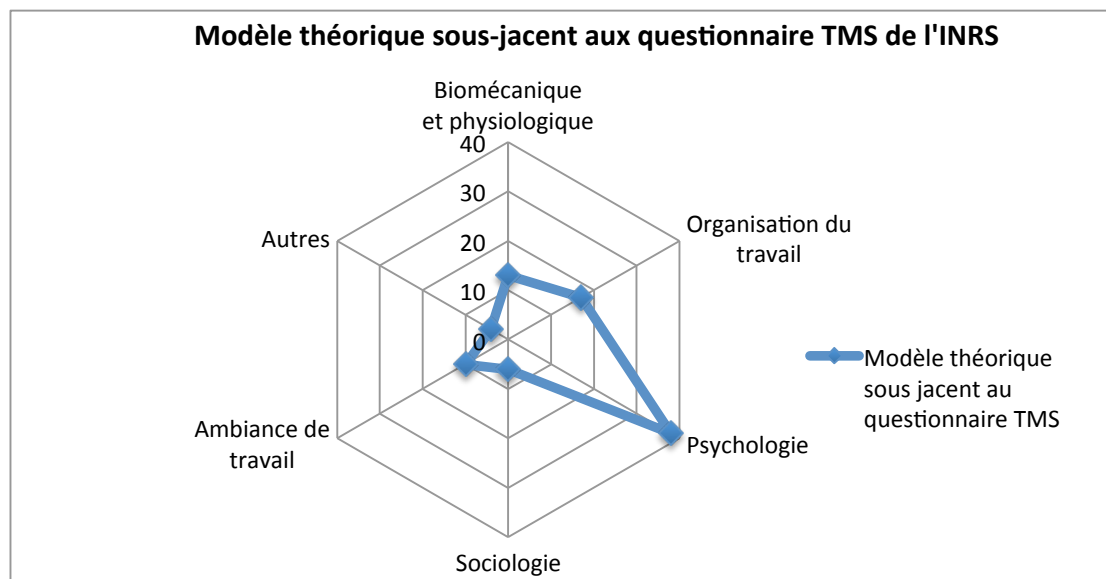 Modèle théorique sous-jacent aux questionnaire TMS de l'INRS
Biomécanique
et physiologique
40
30
20
10
0
Organisation du
travail
Psychologie
Sociologie
Ambiance de
travail
Autres
Modèle théorique
sous jacent au
questionnaire TMS